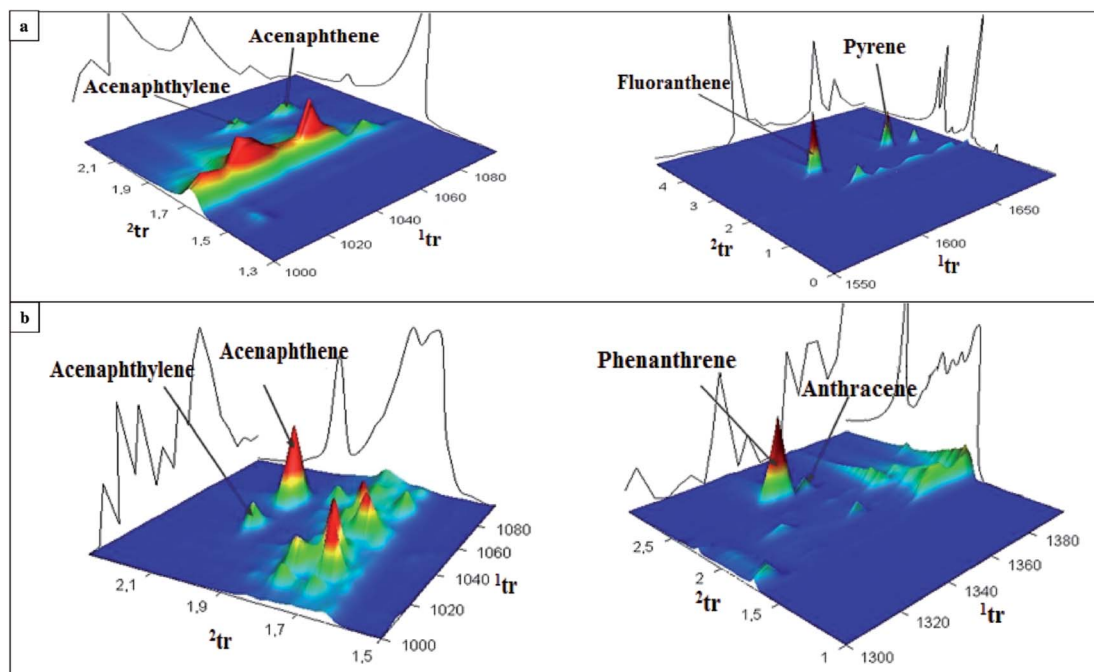 a
Acenaphthene
Acenaphthylene
2,1
1,9
1,7
1,5
1,3
²tr
1000
1020
1040
1060
1080
¹tr
Pyrene
Fluoranthene
4
3
2
1
0
²tr
1550
1600
1650
¹tr
b
Acenaphthene
Acenaphthylene
2,1
1,9
1,7
1,5
²tr
1000
1020
1040
1060
1080
¹tr
Phenanthrene
Anthracene
2,5
2
1,5
1
²tr
1300
1320
1340
1360
1380
¹tr